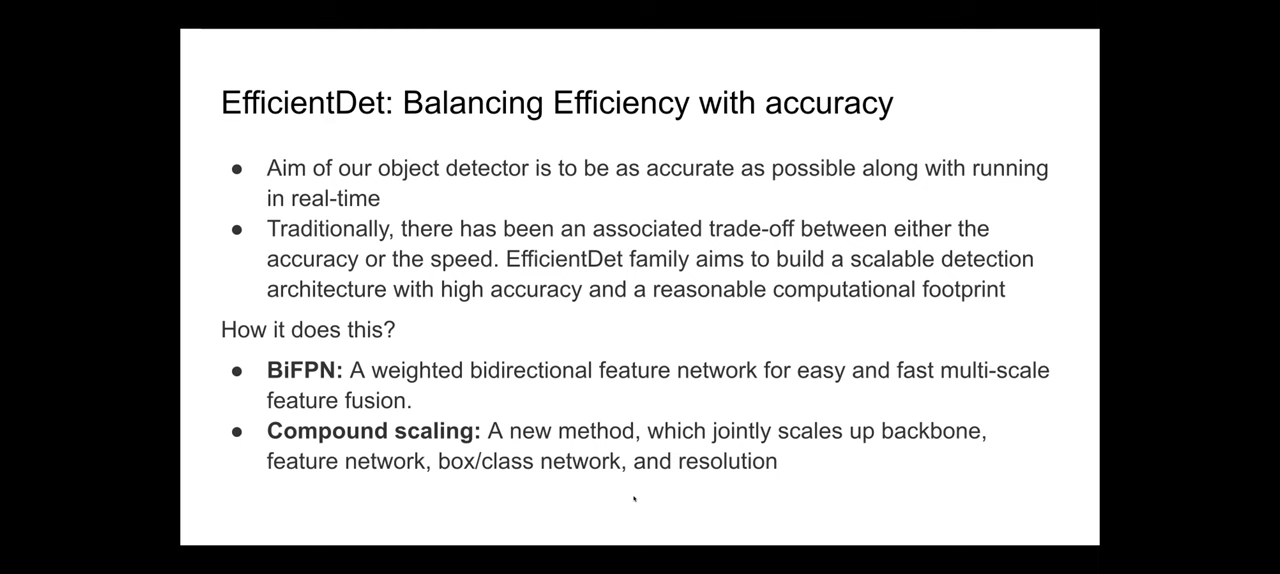 EfficientDet: Balancing Efficiency with accuracy
● Aim of our object detector is to be as accurate as possible along with running
in real-time
● Traditionally, there has been an associated trade-off between either the
accuracy or the speed. EfficientDet family aims to build a scalable detection
architecture with high accuracy and a reasonable computational footprint
How it does this?
● BiFPN: A weighted bidirectional feature network for easy and fast multi-scale
feature fusion.
● Compound scaling: A new method, which jointly scales up backbone,
feature network, box/class network, and resolution